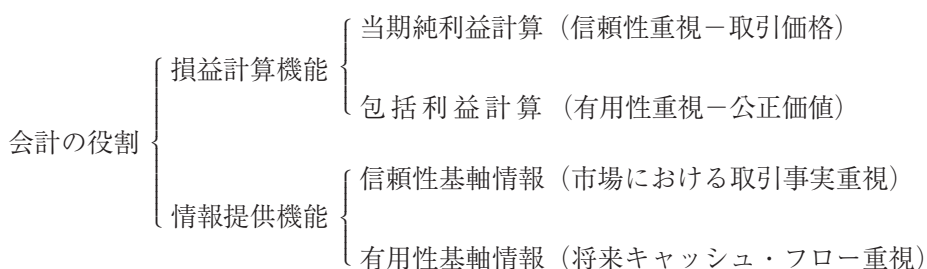 当期純利益計算（信頼性重視－取引価格）
損益計算機能
包括利益計算（有用性重視－公正価値）
会計の役割
信頼性基軸情報（市場における取引事実重視）
情報提供機能
有用性基軸情報（将来キャッシュ・フロー重視）